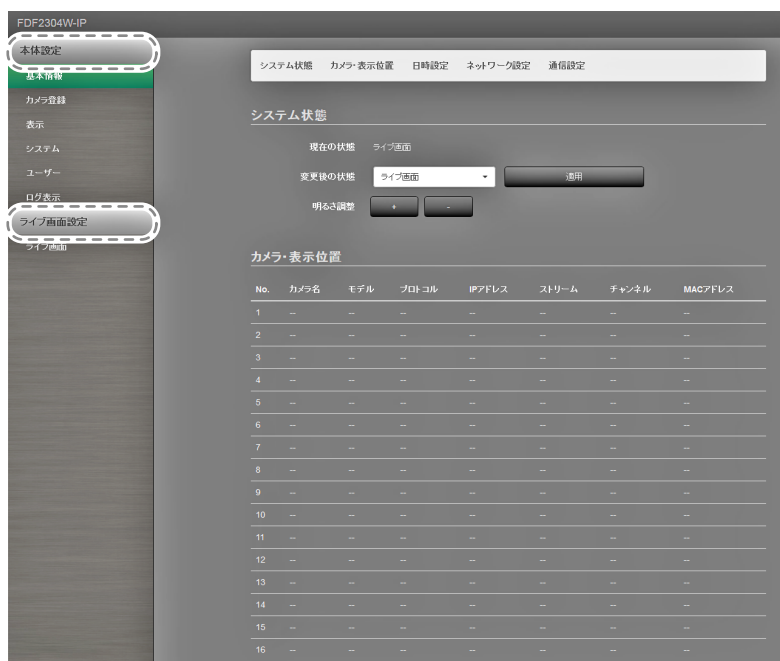 FDF2304W-IP
本体設定
基本情報
カメラ登録
表示
システム
ユーザー
ログ表示
ライブ画面設定
ライブ画面
システム状態 カメラ・表示位置 日時設定 ネットワーク設定 通信設定
システム状態
現在の状態 ライブ画面
変更後の状態 ライブ画面 適用
明るさ調整 + -
カメラ・表示位置
No. カメラ名 モデル プロトコル IPアドレス ストリーム チャンネル MACアドレス
1 -- -- -- -- -- -- --
2 -- -- -- -- -- -- --
3 -- -- -- -- -- -- --
4 -- -- -- -- -- -- --
5 -- -- -- -- -- -- --
6 -- -- -- -- -- -- --
7 -- -- -- -- -- -- --
8 -- -- -- -- -- -- --
9 -- -- -- -- -- -- --
10 -- -- -- -- -- -- --
11 -- -- -- -- -- -- --
12 -- -- -- -- -- -- --
13 -- -- -- -- -- -- --
14 -- -- -- -- -- -- --
15 -- -- -- -- -- -- --
16 -- -- -- -- -- -- --